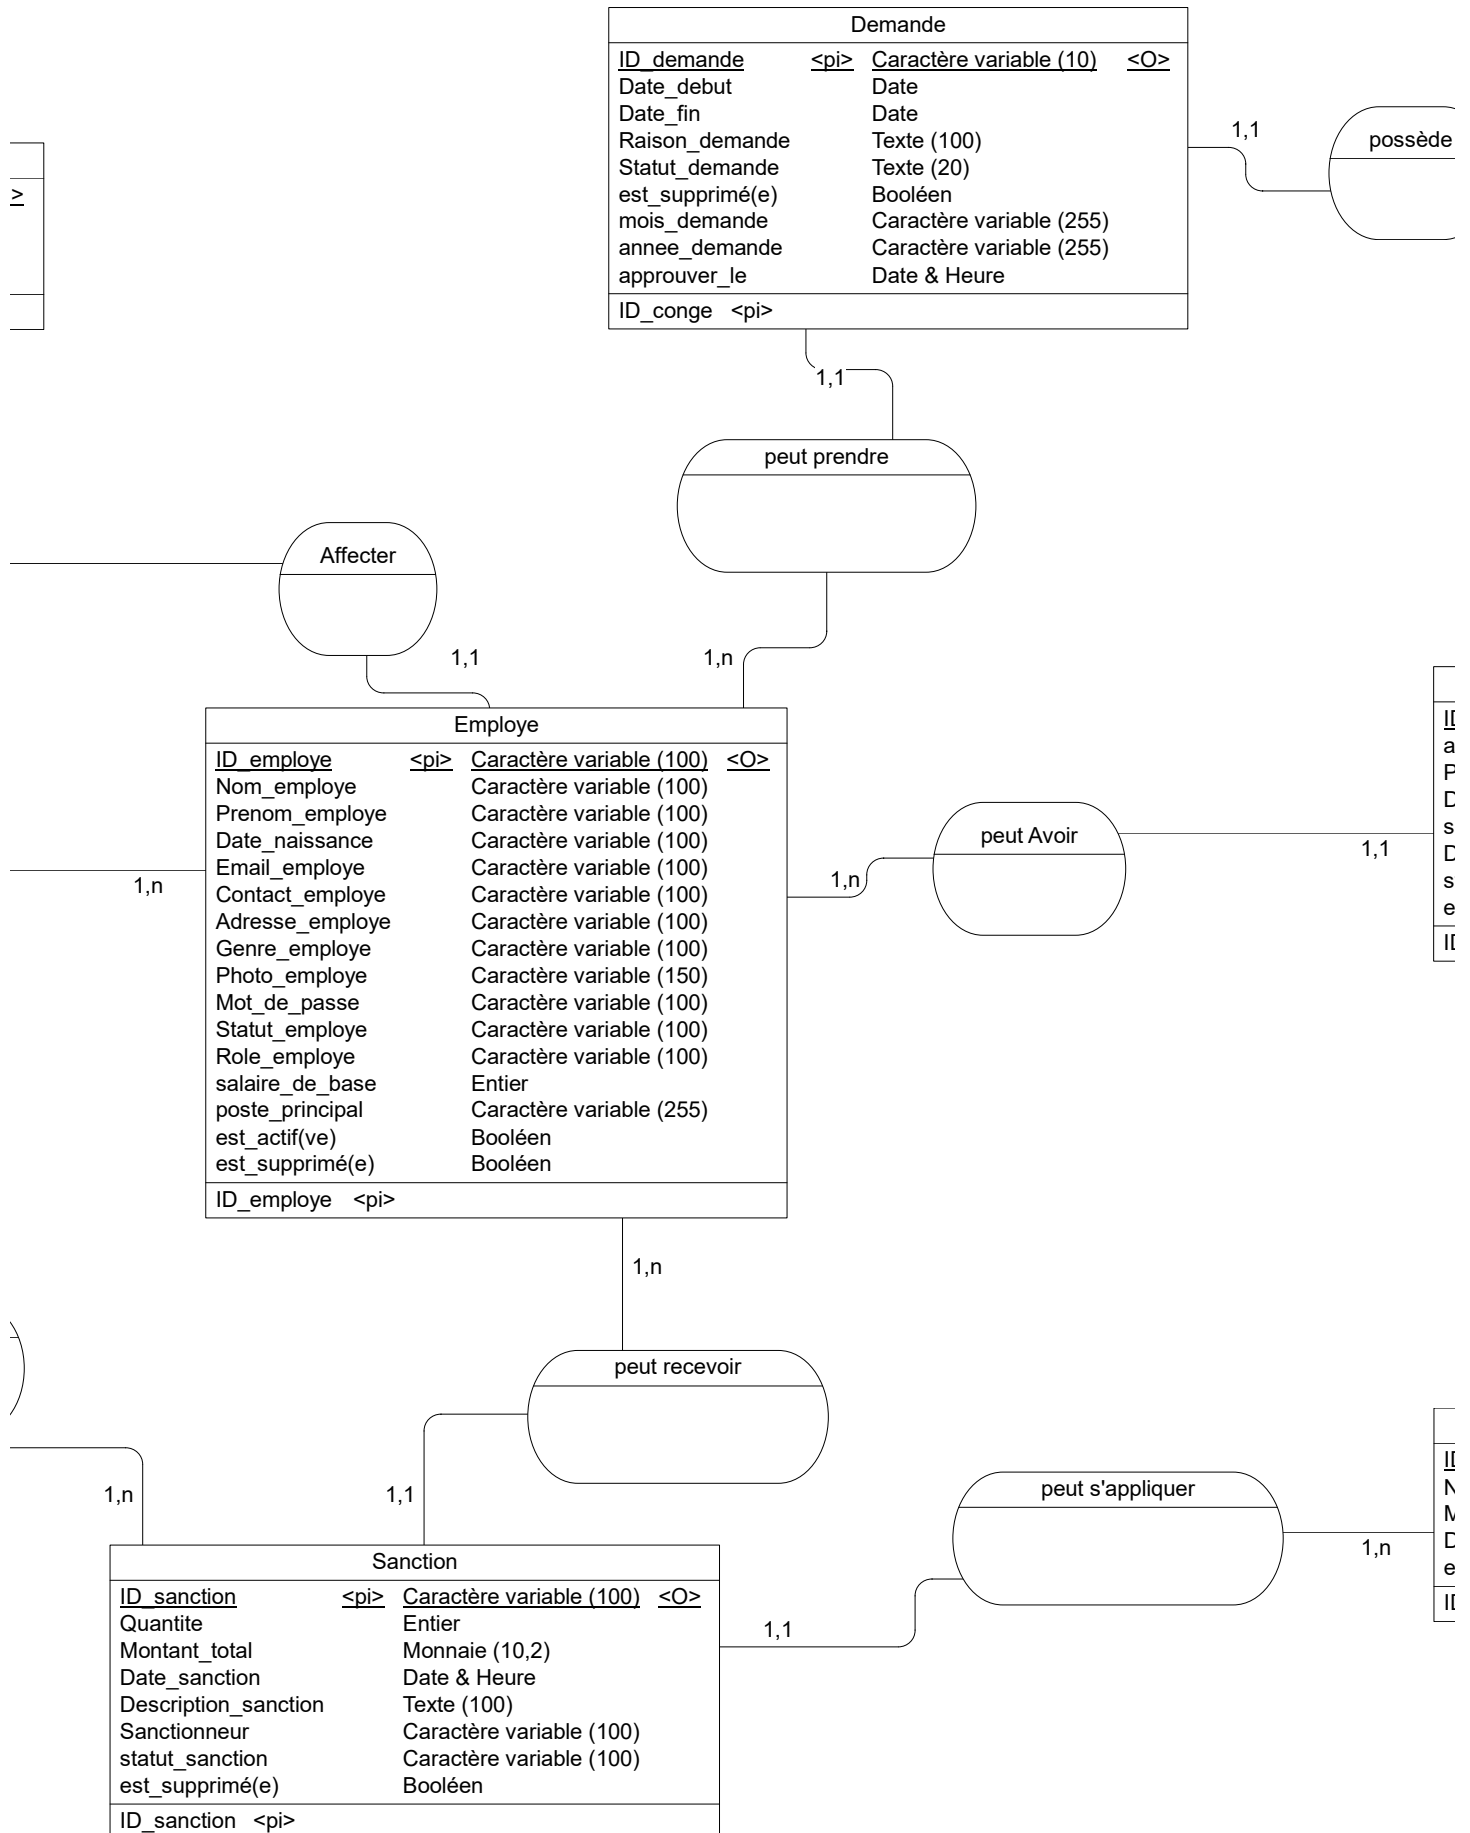 Demande
ID_demande <pi> Caractère variable (10) <O>
Date_debut Date
Date_fin Date
Raison_demande Texte (100)
Statut_demande Texte (20)
est_supprimé(e) Booléen
mois_demande Caractère variable (255)
annee_demande Caractère variable (255)
approuver_le Date & Heure
ID_conge <pi>
1,1
possède
>
1,1
peut prendre
Affecter
1,1
1,n
Employe
ID_employe <pi> Caractère variable (100) <O>
Nom_employe Caractère variable (100)
Prenom_employe Caractère variable (100)
Date_naissance Caractère variable (100)
Email_employe Caractère variable (100)
Contact_employe Caractère variable (100)
Adresse_employe Caractère variable (100)
Genre_employe Caractère variable (100)
Photo_employe Caractère variable (150)
Mot_de_passe Caractère variable (100)
Statut_employe Caractère variable (100)
Role_employe Caractère variable (100)
salaire_de_base Entier
poste_principal Caractère variable (255)
est_actif(ve) Booléen
est_supprimé(e) Booléen
ID_employe <pi>
1,n
1,n
peut Avoir
1,1
1,n
peut recevoir
1,n
1,1
peut s'appliquer
1,n
1,1
Sanction
ID_sanction <pi> Caractère variable (100) <O>
Quantite Entier
Montant_total Monnaie (10,2)
Date_sanction Date & Heure
Description_sanction Texte (100)
Sanctionneur Caractère variable (100)
statut_sanction Caractère variable (100)
est_supprimé(e) Booléen
ID_sanction <pi>